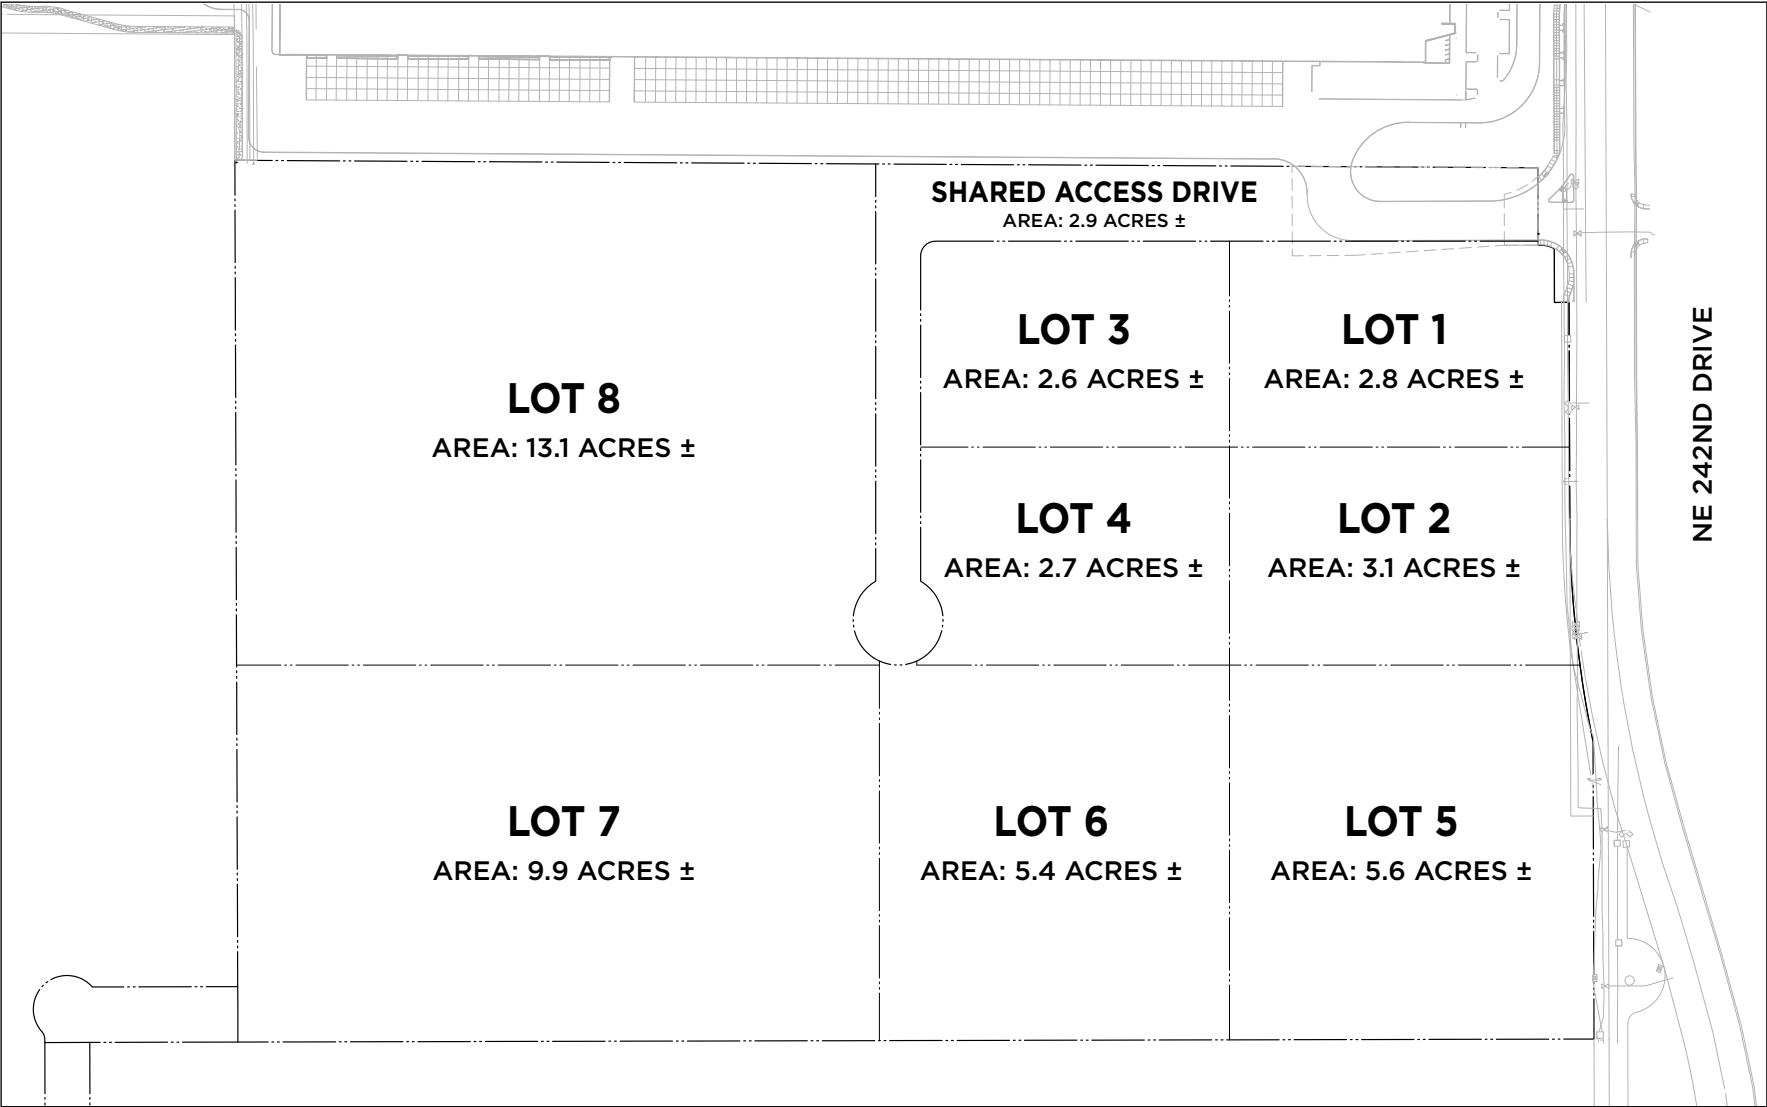 SHARED ACCESS DRIVE
AREA: 2.9 ACRES ±
LOT 3
AREA: 2.6 ACRES ±
LOT 1
AREA: 2.8 ACRES ±
LOT 8
AREA: 13.1 ACRES ±
LOT 4
AREA: 2.7 ACRES ±
LOT 2
AREA: 3.1 ACRES ±
NE 242ND DRIVE
LOT 7
AREA: 9.9 ACRES ±
LOT 6
AREA: 5.4 ACRES ±
LOT 5
AREA: 5.6 ACRES ±